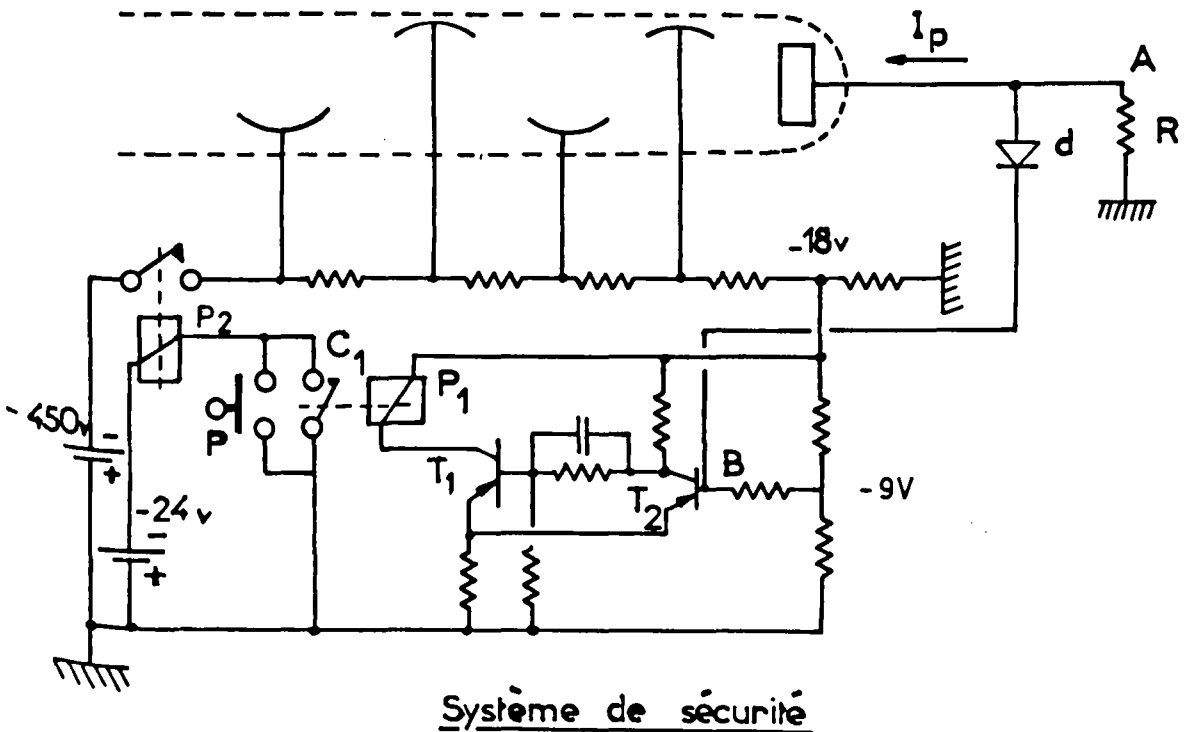 Ip
A
R
d
-18v
P2
C1
P1
P
-450v
-24v
T1
T2
B
-9V
Système de sécurité